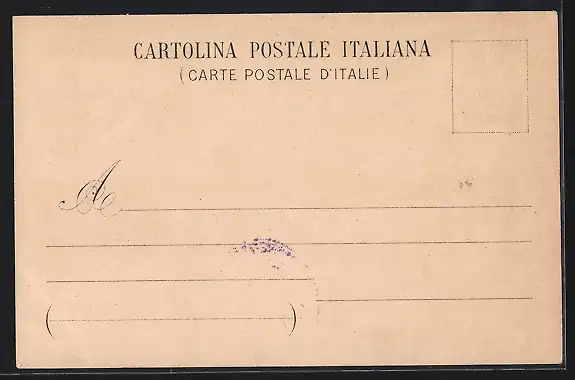 CARTOLINA POSTALE ITALIANA
(CARTE POSTALE D'ITALIE)
A
( )